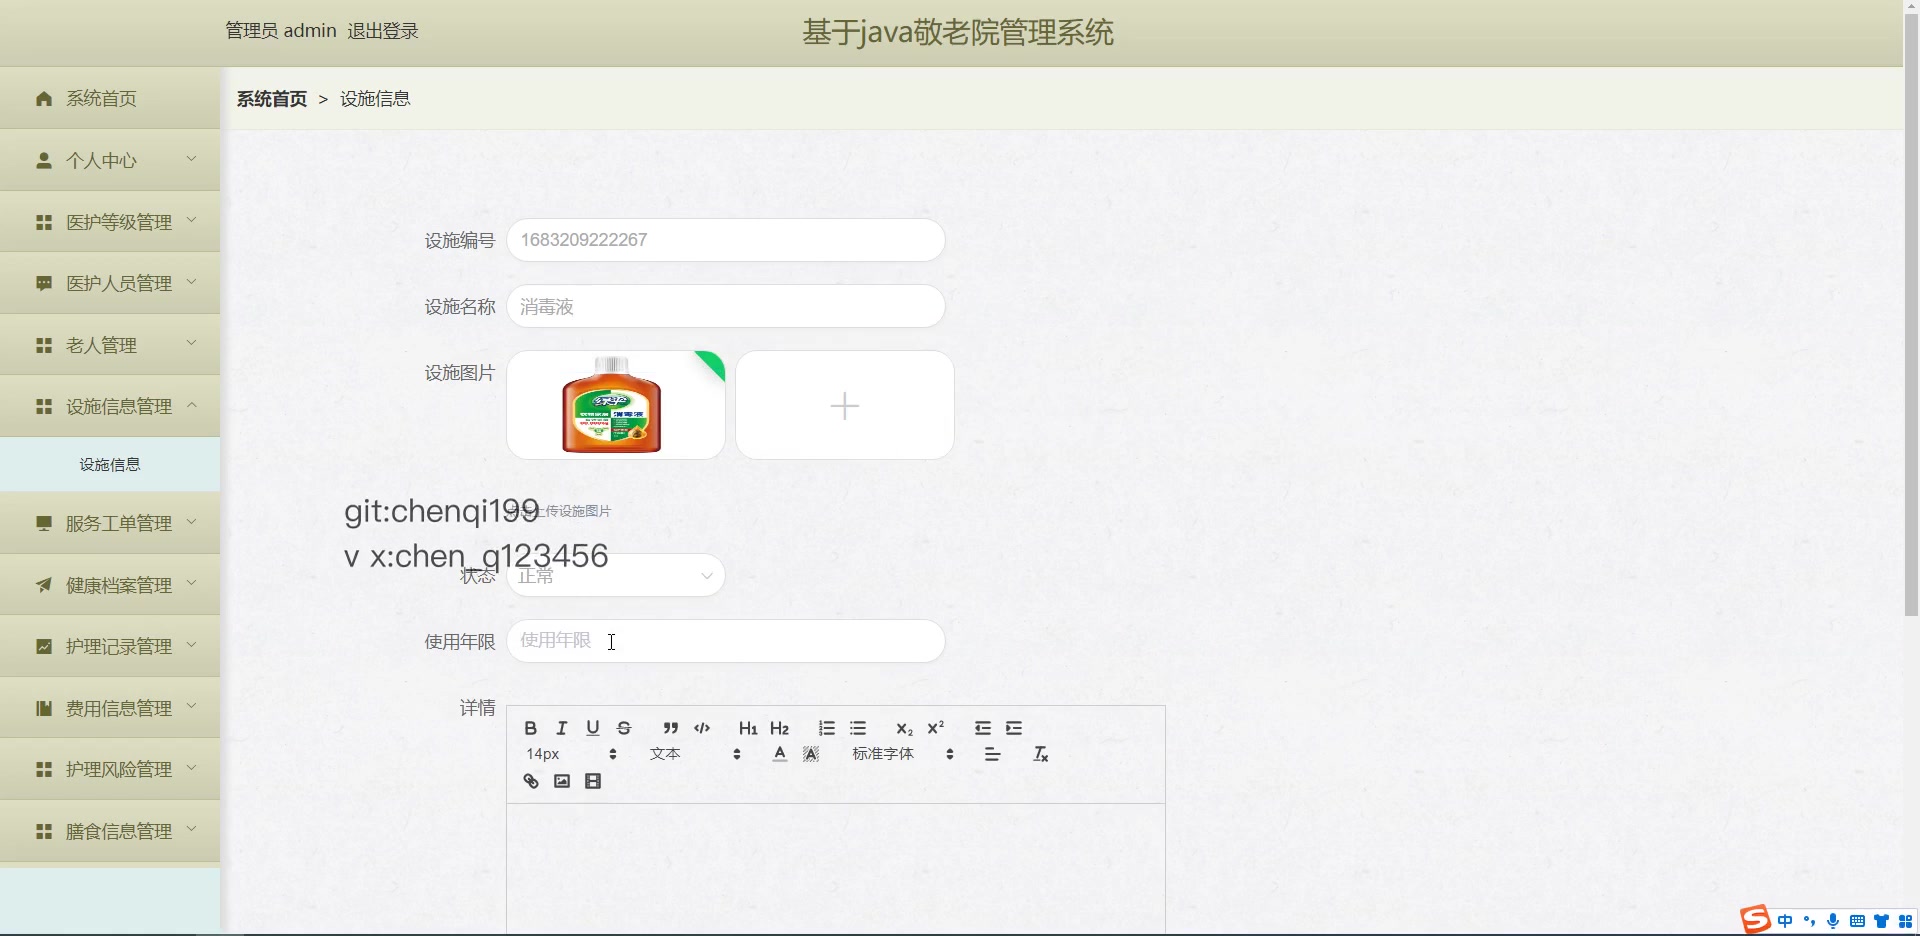 管理员 admin 退出登录
基于java敬老院管理系统
系统首页
个人中心
医护等级管理
医护人员管理
老人管理
设施信息管理
设施信息
服务工单管理
健康档案管理
护理记录管理
费用信息管理
护理风险管理
膳食信息管理
系统首页 > 设施信息
设施编号 1683209222267
设施名称 消毒液
设施图片
消毒液
点击上传设施图片
git:chenqi199
v x:chen_q123456
状态 正常
使用年限 使用年限
详情
B I U S H1 H2 X2 X2
14px 文本 A A 标准字体 Tx
S 中